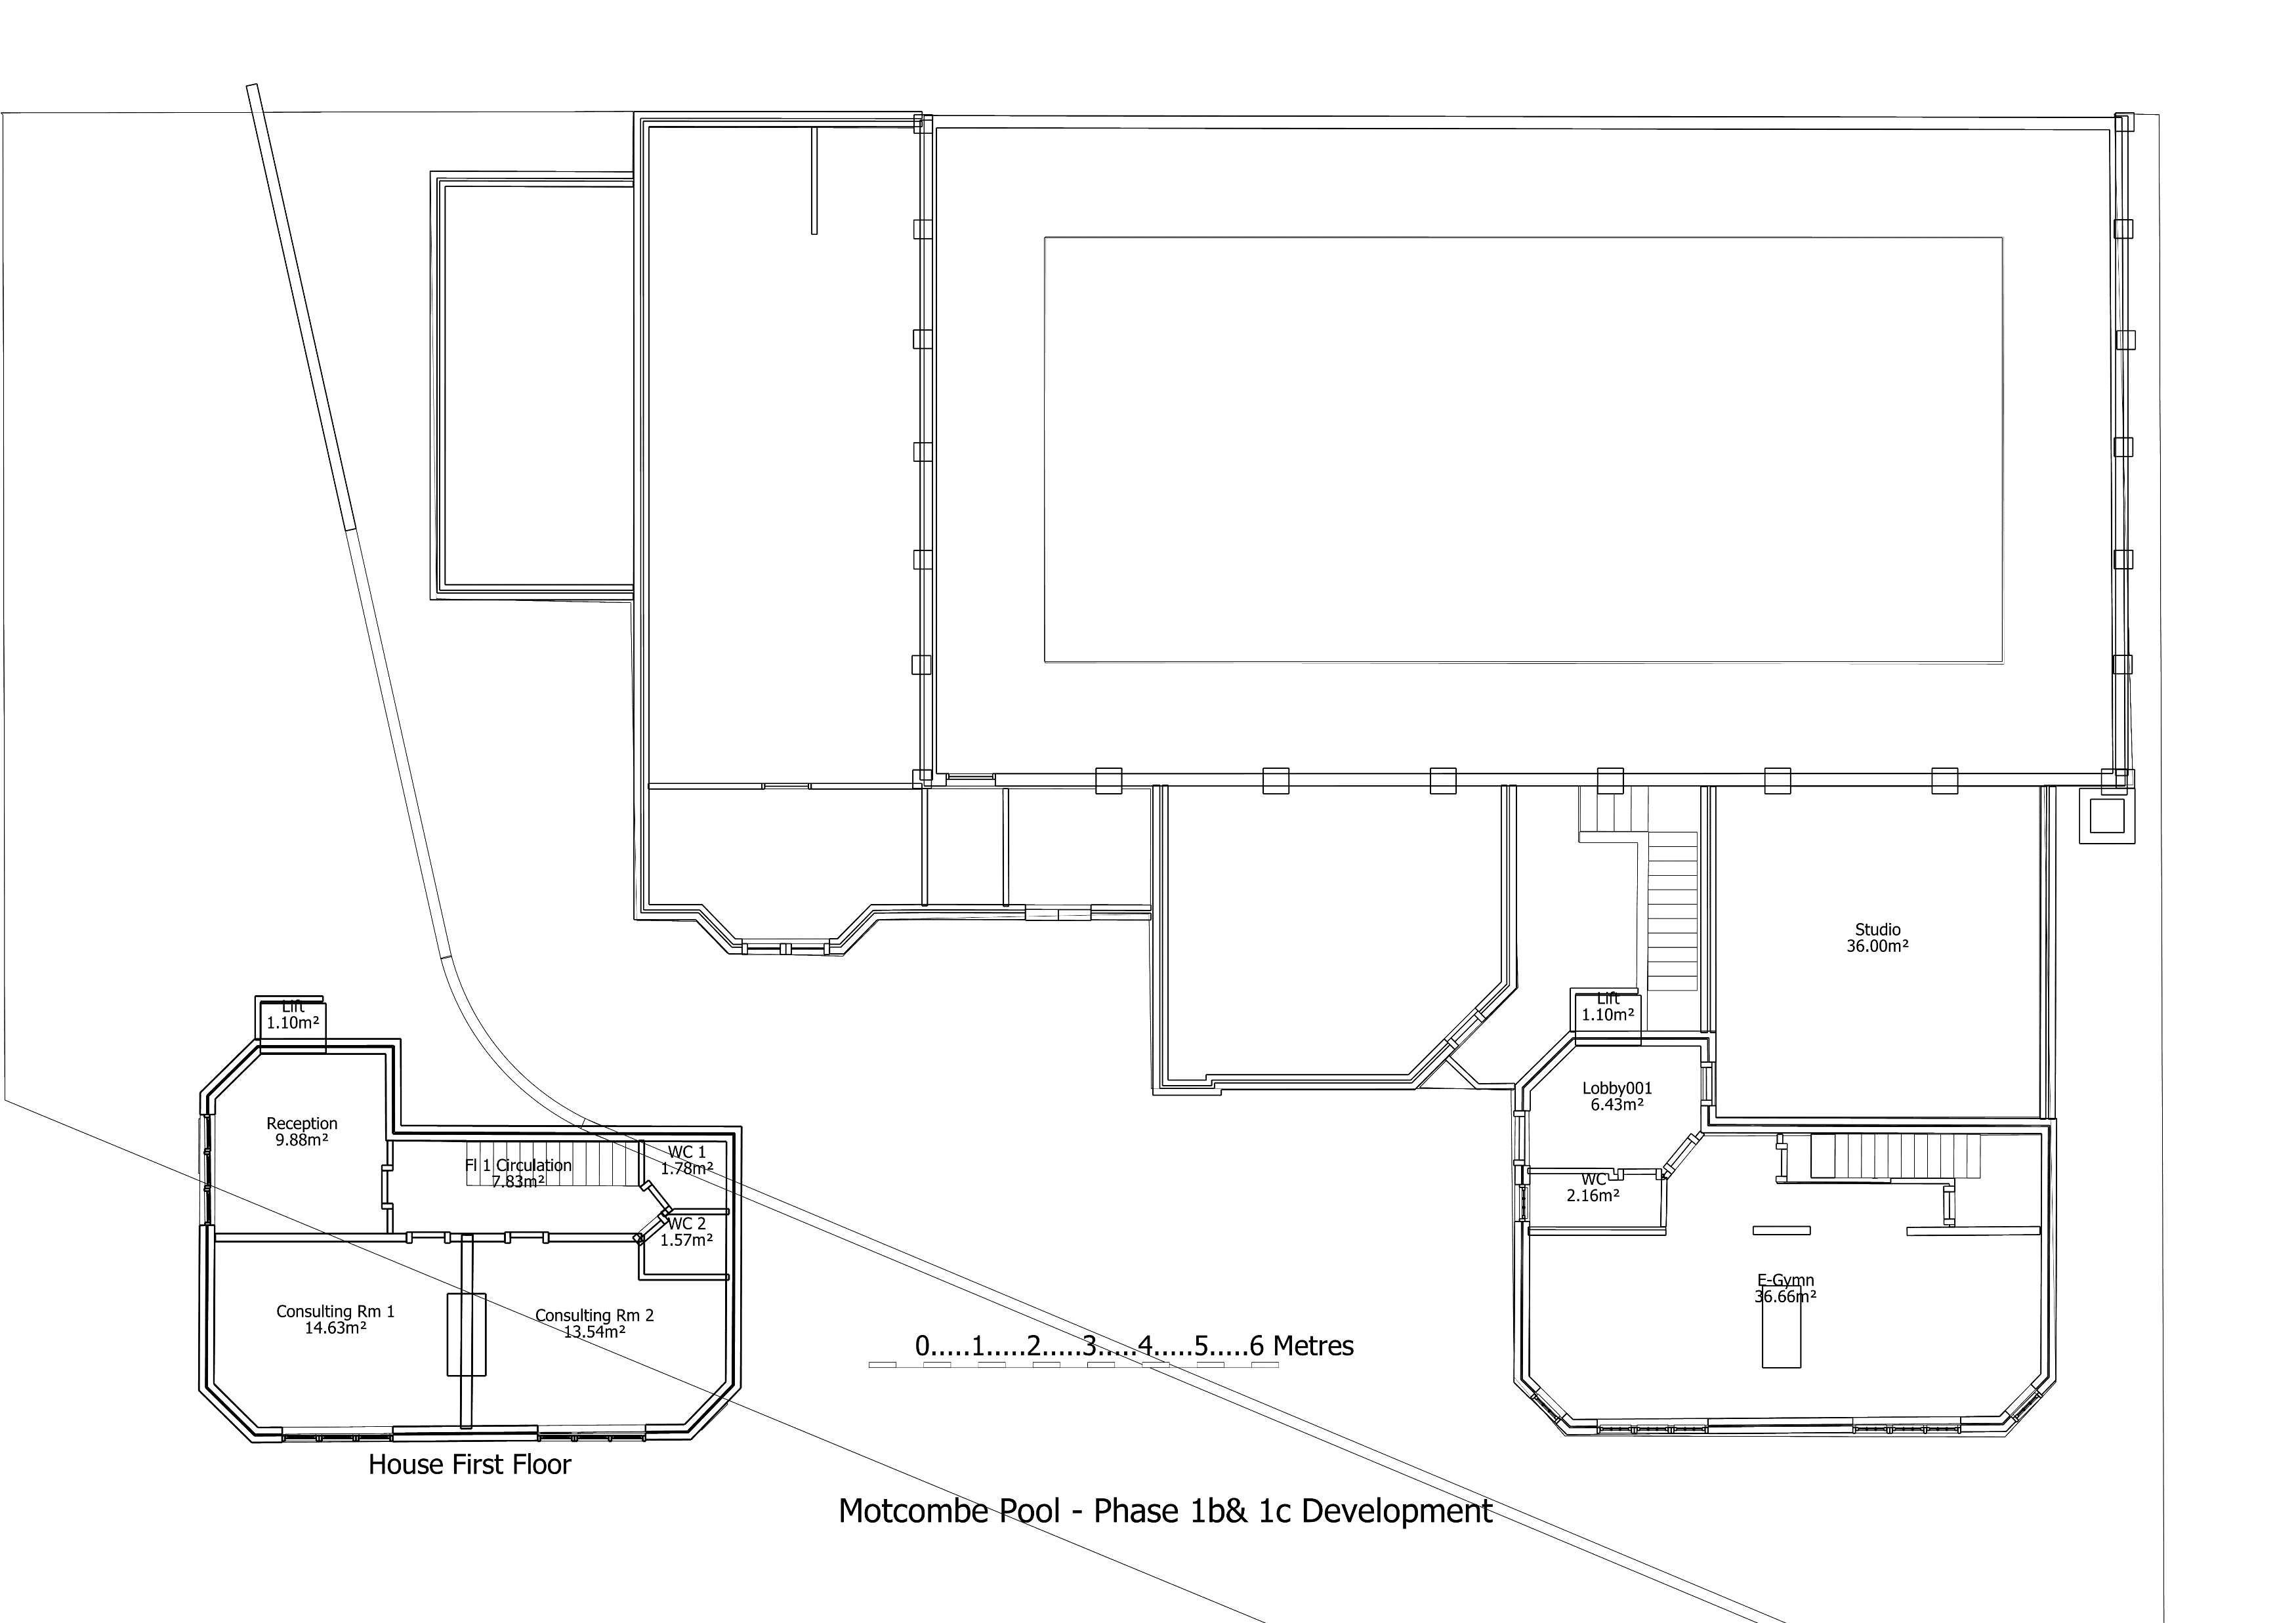 Studio
36.00m²
Lift
1.10m²
Lift
1.10m²
Lobby001
6.43m²
Reception
9.88m²
WC 1
1.78m²
Fl 1 Circulation
7.83m²
WC
2.16m²
WC 2
1.57m²
E-Gymn
36.66m²
Consulting Rm 1
14.63m²
Consulting Rm 2
13.54m²
0.....1.....2.....3.....4.....5.....6 Metres
House First Floor
Motcombe Pool - Phase 1b& 1c Development